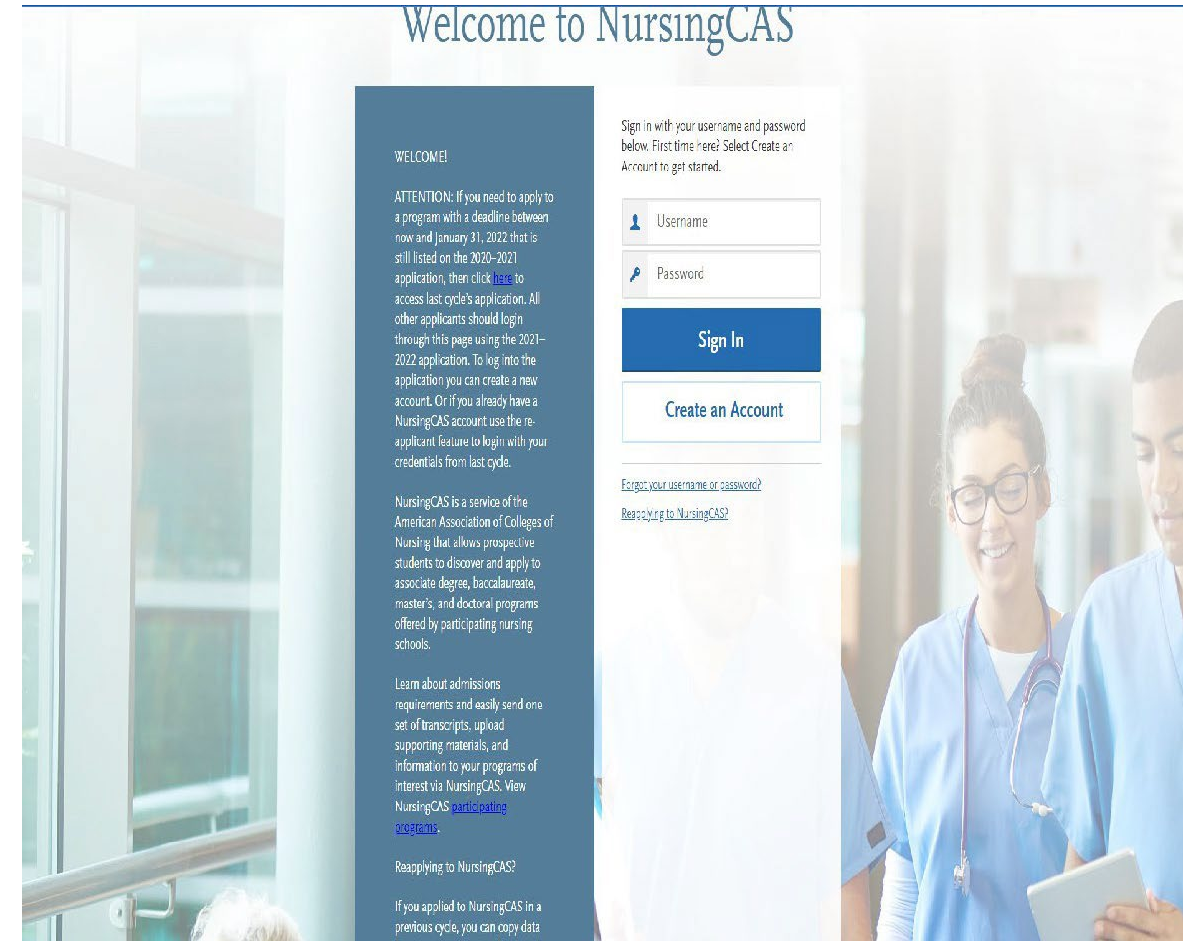 Welcome to NursingCAS
WELCOME!
ATTENTION: If you need to apply to
a program with a deadline between
now and January 31, 2022 that is
still listed on the 2020–2021
application, then click here to
access last cycle's application. All
other applicants should login
through this page using the 2021–
2022 application. To log into the
application you can create a new
account. Or if you already have a
NursingCAS account use the re-
applicant feature to login with your
credentials from last cycle.
NursingCAS is a service of the
American Association of Colleges of
Nursing that allows prospective
students to discover and apply to
associate degree, baccalaureate,
master's, and doctoral programs
offered by participating nursing
schools.
Learn about admissions
requirements and easily send one
set of transcripts, upload
supporting materials, and
information to your programs of
interest via NursingCAS. View
NursingCAS participating
programs.
Reapplying to NursingCAS?
If you applied to NursingCAS in a
previous cycle, you can copy data
Sign in with your username and password
below. First time here? Select Create an
Account to get started.
Username
Password
Sign In
Create an Account
Forgot your username or password?
Reapplying to NursingCAS?